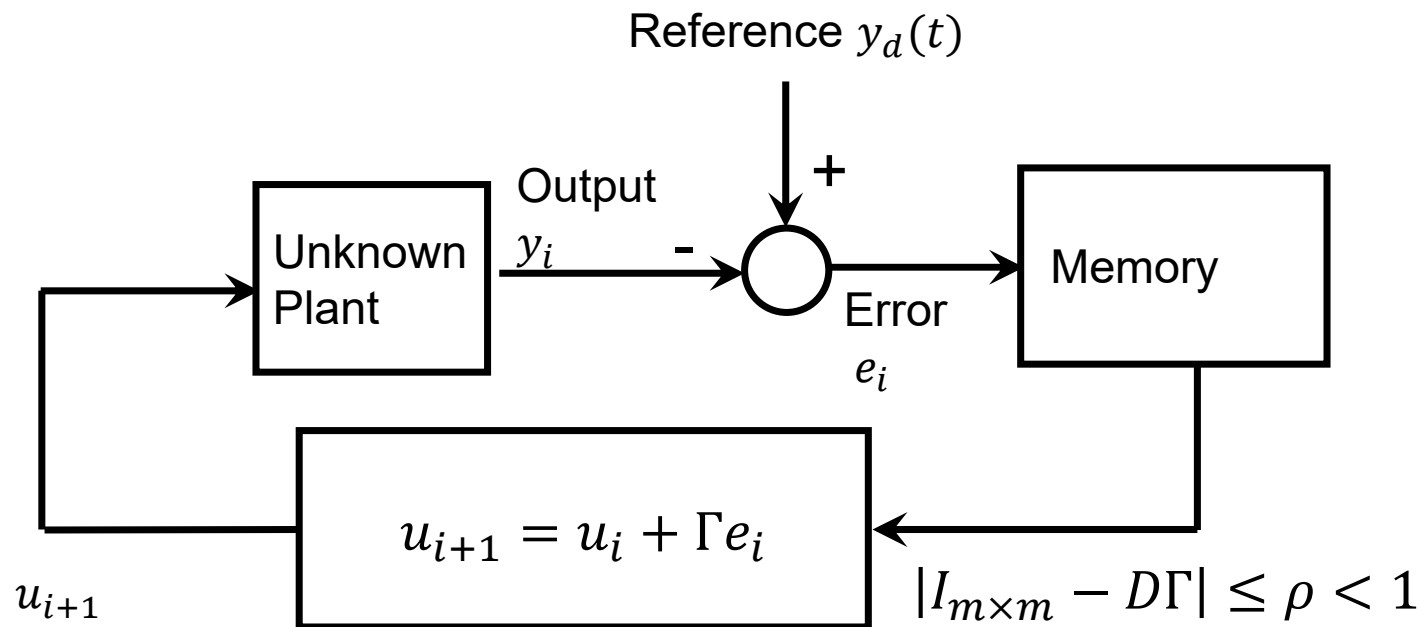 Reference y_d(t)
+
Output
y_i
-
Unknown
Plant
Memory
Error
e_i
u_{i+1} = u_i + Γe_i
|I_{m×m} − DΓ| ≤ ρ < 1
u_{i+1}